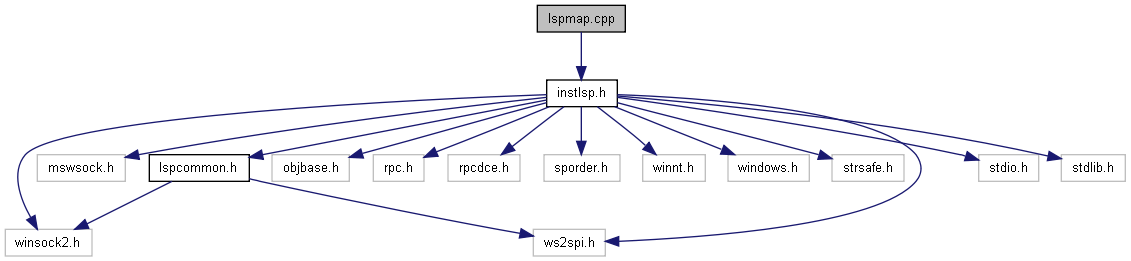 lspmap.cpp
instlsp.h
mswsock.h
lspcommon.h
objbase.h
rpc.h
rpcdce.h
sporder.h
winnt.h
windows.h
strsafe.h
stdio.h
stdlib.h
winsock2.h
ws2spi.h